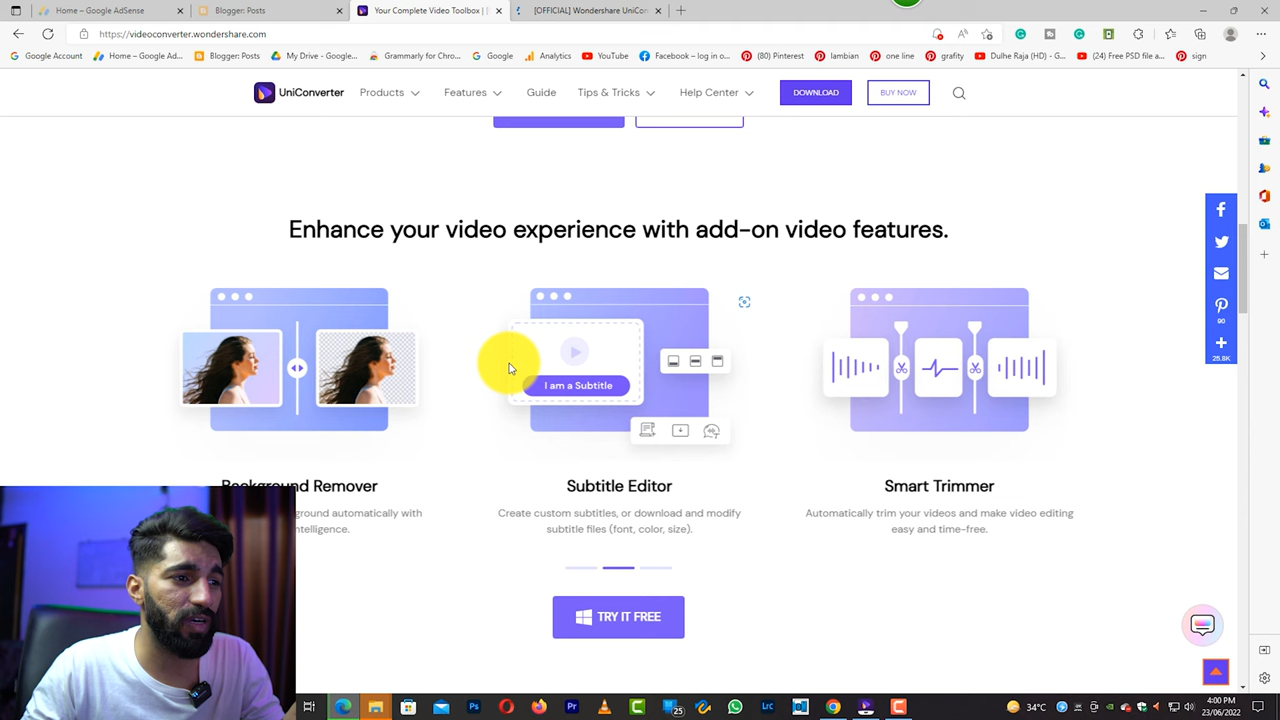 Home – Google AdSense
Blogger: Posts
Your Complete Video Toolbox |
[OFFICIAL] Wondershare UniCon
https://videoconverter.wondershare.com
Google Account
Home – Google Ad...
Blogger: Posts
My Drive - Google...
Grammarly for Chro...
Google
Analytics
YouTube
Facebook – log in o...
(80) Pinterest
lambian
one line
grafity
Dulhe Raja (HD) - G...
(24) Free PSD file a...
sign
UniConverter
Products
Features
Guide
Tips & Tricks
Help Center
DOWNLOAD
BUY NOW
Enhance your video experience with add-on video features.
90
25.8K
I am a Subtitle
Background Remover
Subtitle Editor
Smart Trimmer
ground automatically with
ntelligence.
Create custom subtitles, or download and modify
subtitle files (font, color, size).
Automatically trim your videos and make video editing
easy and time-free.
TRY IT FREE
25
34°C
4:00 PM
23/06/2022